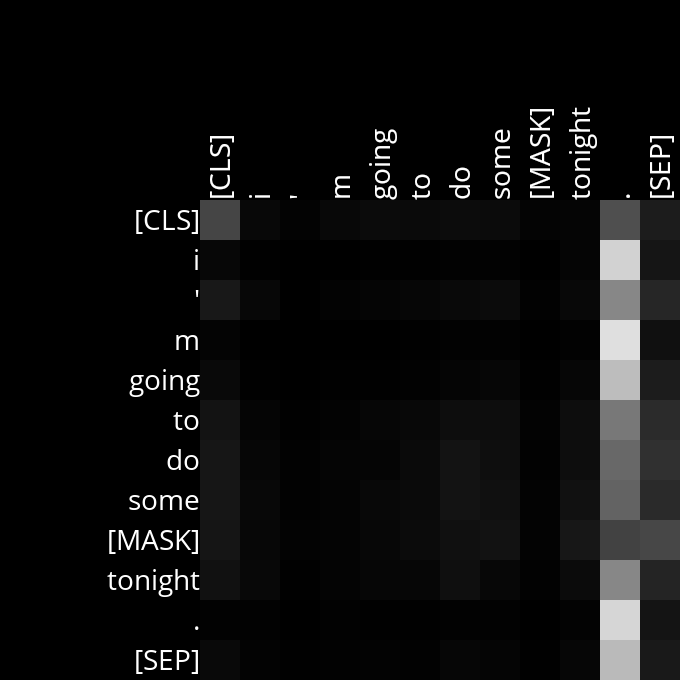 [CLS] i ' m going to do some [MASK] tonight . [SEP]
[CLS]
i
'
m
going
to
do
some
[MASK]
tonight
.
[SEP]